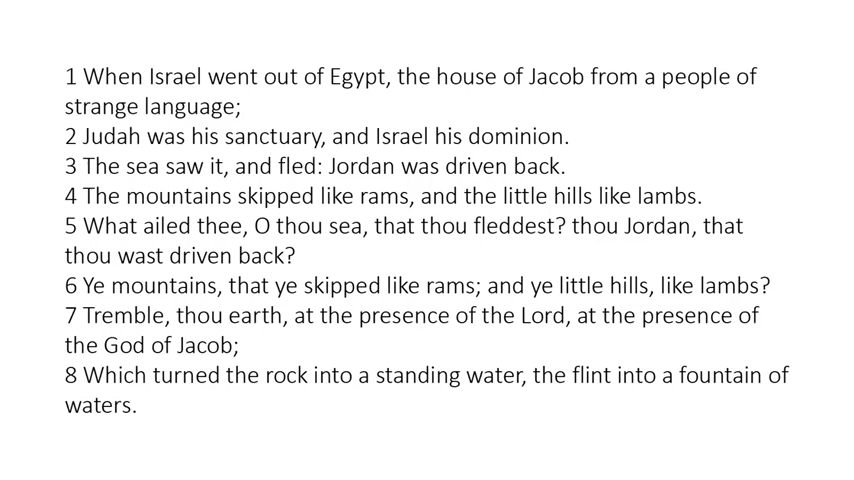 1 When Israel went out of Egypt, the house of Jacob from a people of
strange language;
2 Judah was his sanctuary, and Israel his dominion.
3 The sea saw it, and fled: Jordan was driven back.
4 The mountains skipped like rams, and the little hills like lambs.
5 What ailed thee, O thou sea, that thou fleddest? thou Jordan, that
thou wast driven back?
6 Ye mountains, that ye skipped like rams; and ye little hills, like lambs?
7 Tremble, thou earth, at the presence of the Lord, at the presence of
the God of Jacob;
8 Which turned the rock into a standing water, the flint into a fountain of
waters.